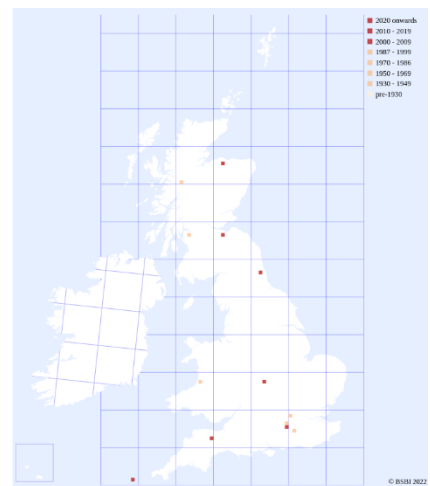 2020 onwards
2010 - 2019
2000 - 2009
1987 - 1999
1970 - 1986
1950 - 1969
1930 - 1949
pre-1930
© BSBI 2022